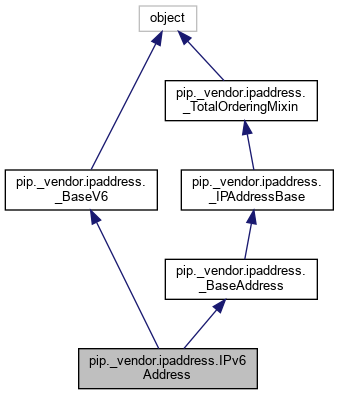 object
pip._vendor.ipaddress.
_TotalOrderingMixin
pip._vendor.ipaddress.
_BaseV6
pip._vendor.ipaddress.
_IPAddressBase
pip._vendor.ipaddress.
_BaseAddress
pip._vendor.ipaddress.IPv6
Address